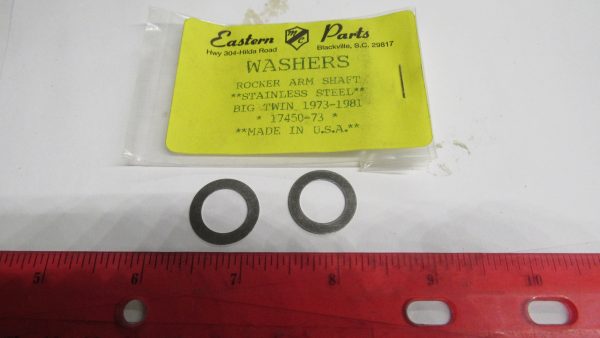 Eastern M/C Parts
Hwy 304-Hilda Road Blackville, S.C. 29817
WASHERS
ROCKER ARM SHAFT
**STAINLESS STEEL**
BIG TWIN 1973-1981
* 17450-73 *
**MADE IN U.S.A.**
5 6 7 8 9 10